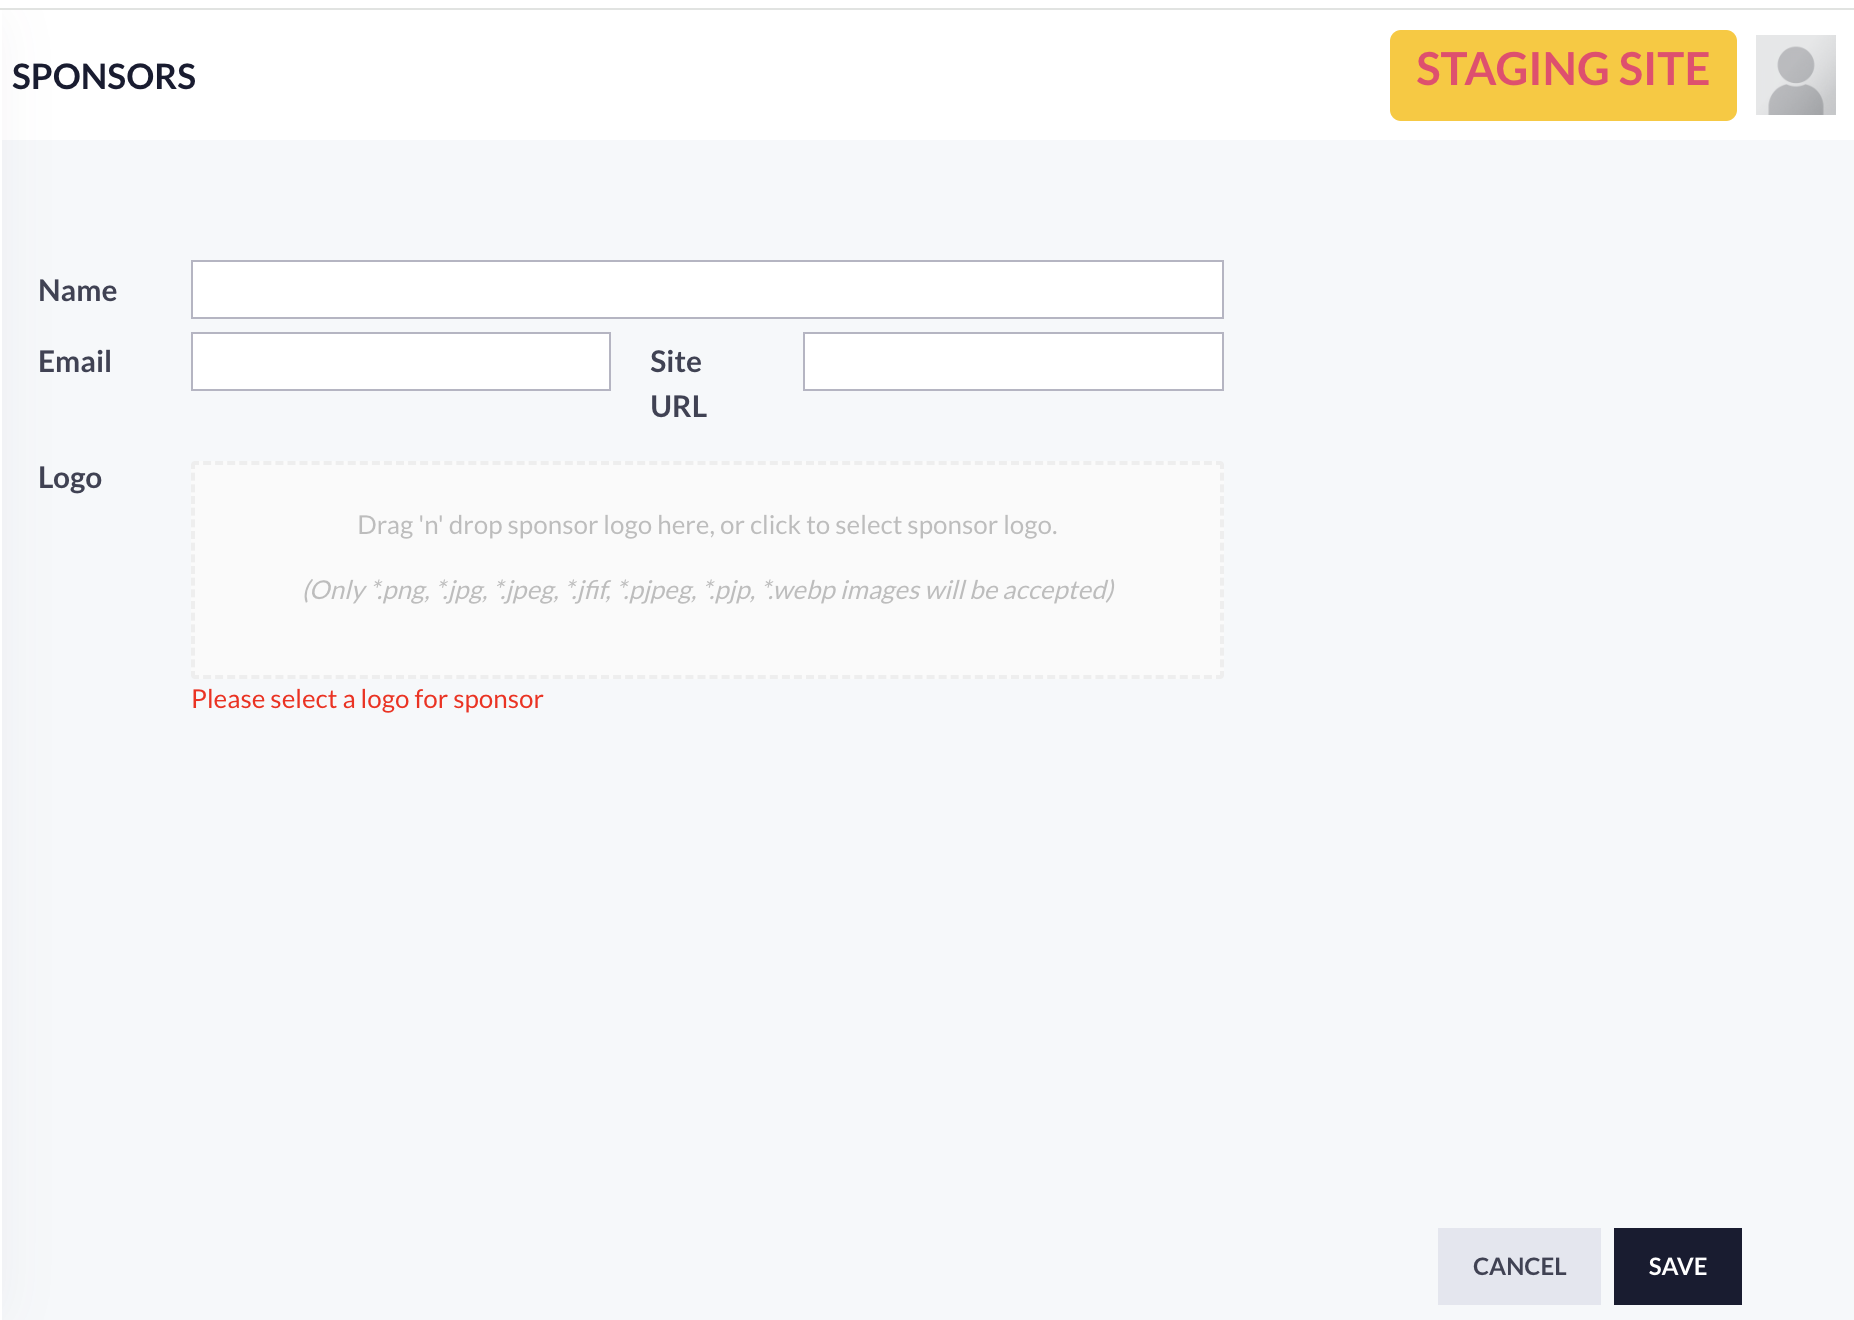 SPONSORS
STAGING SITE
Name
Email
Site
URL
Logo
Drag 'n' drop sponsor logo here, or click to select sponsor logo.
(Only *.png, *.jpg, *.jpeg, *.jfif, *.pjpeg, *.pjp, *.webp images will be accepted)
Please select a logo for sponsor
CANCEL
SAVE